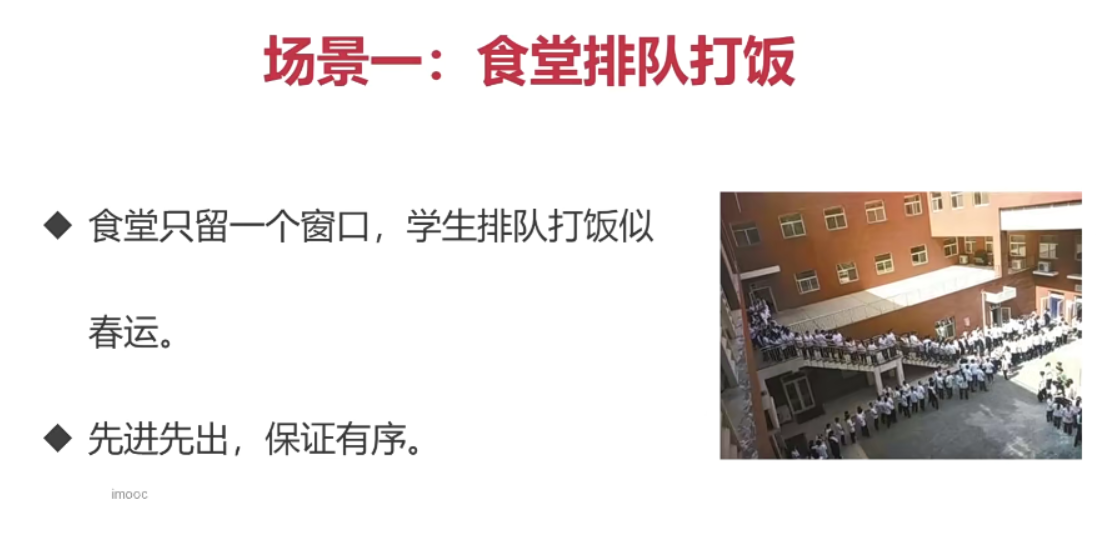 场景一：食堂排队打饭
◆ 食堂只留一个窗口，学生排队打饭似
春运。
◆ 先进先出，保证有序。
imooc